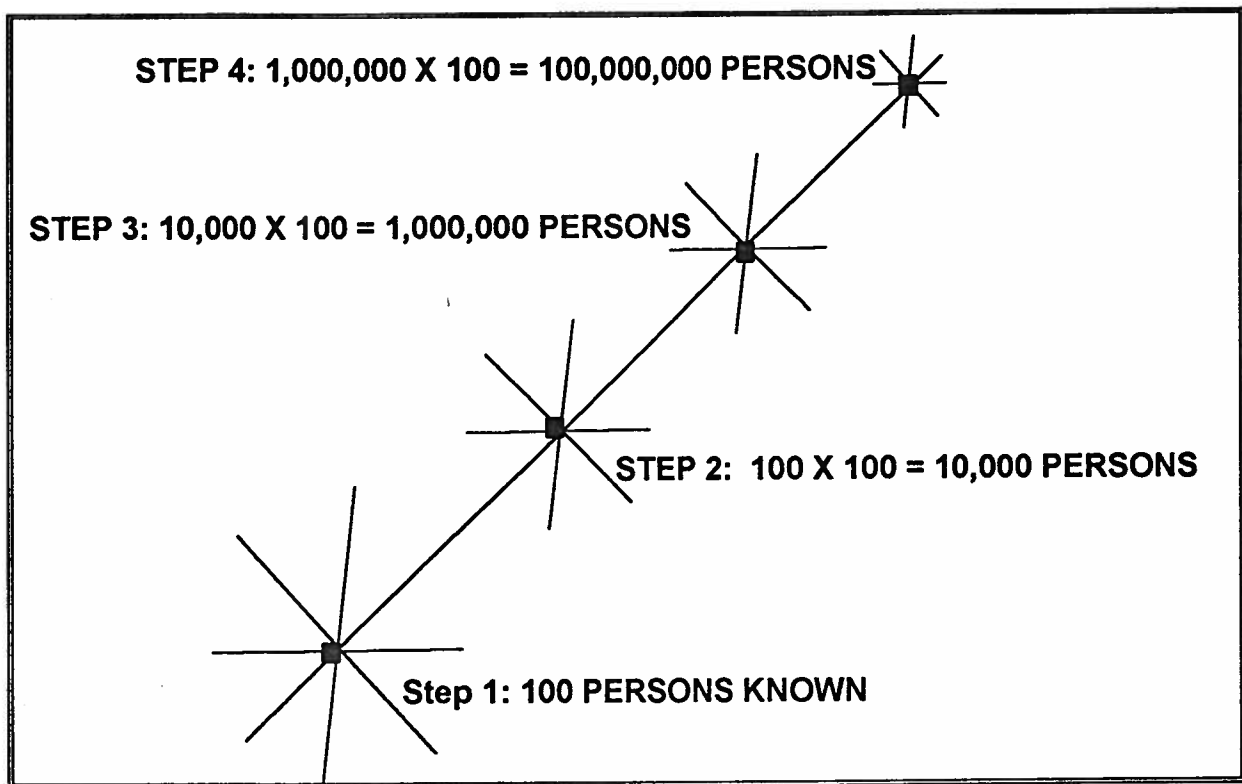 STEP 4: 1,000,000 X 100 = 100,000,000 PERSONS
STEP 3: 10,000 X 100 = 1,000,000 PERSONS
STEP 2: 100 X 100 = 10,000 PERSONS
Step 1: 100 PERSONS KNOWN